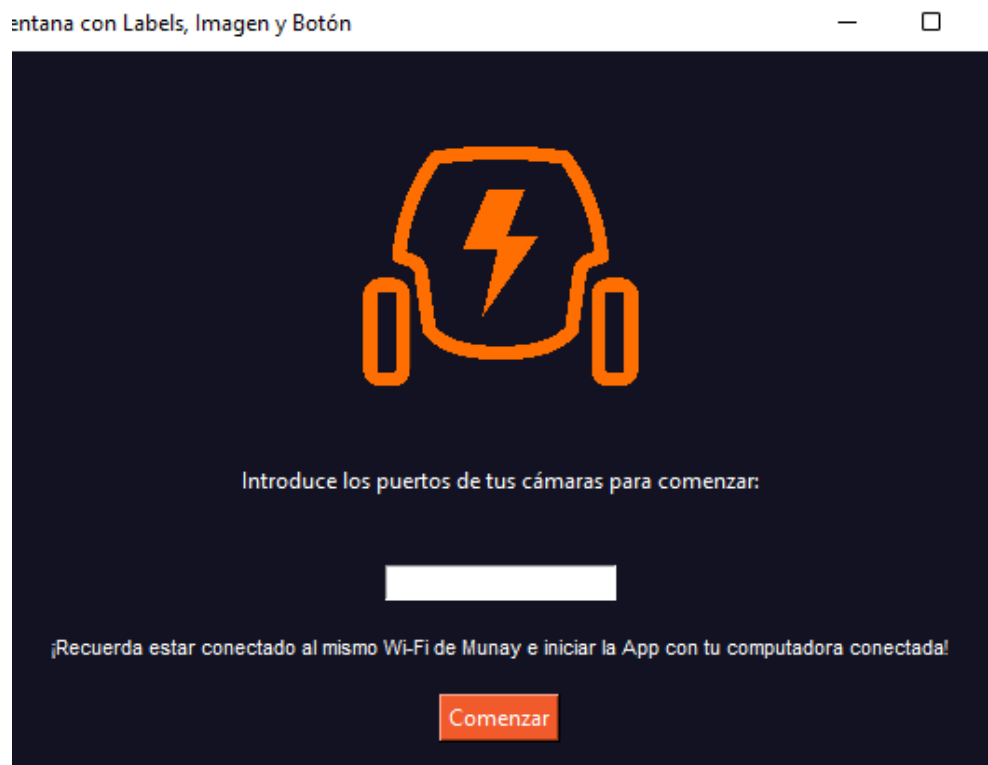 entana con Labels, Imagen y Botón
Introduce los puertos de tus cámaras para comenzar:
¡Recuerda estar conectado al mismo Wi-Fi de Munay e iniciar la App con tu computadora conectada!
Comenzar